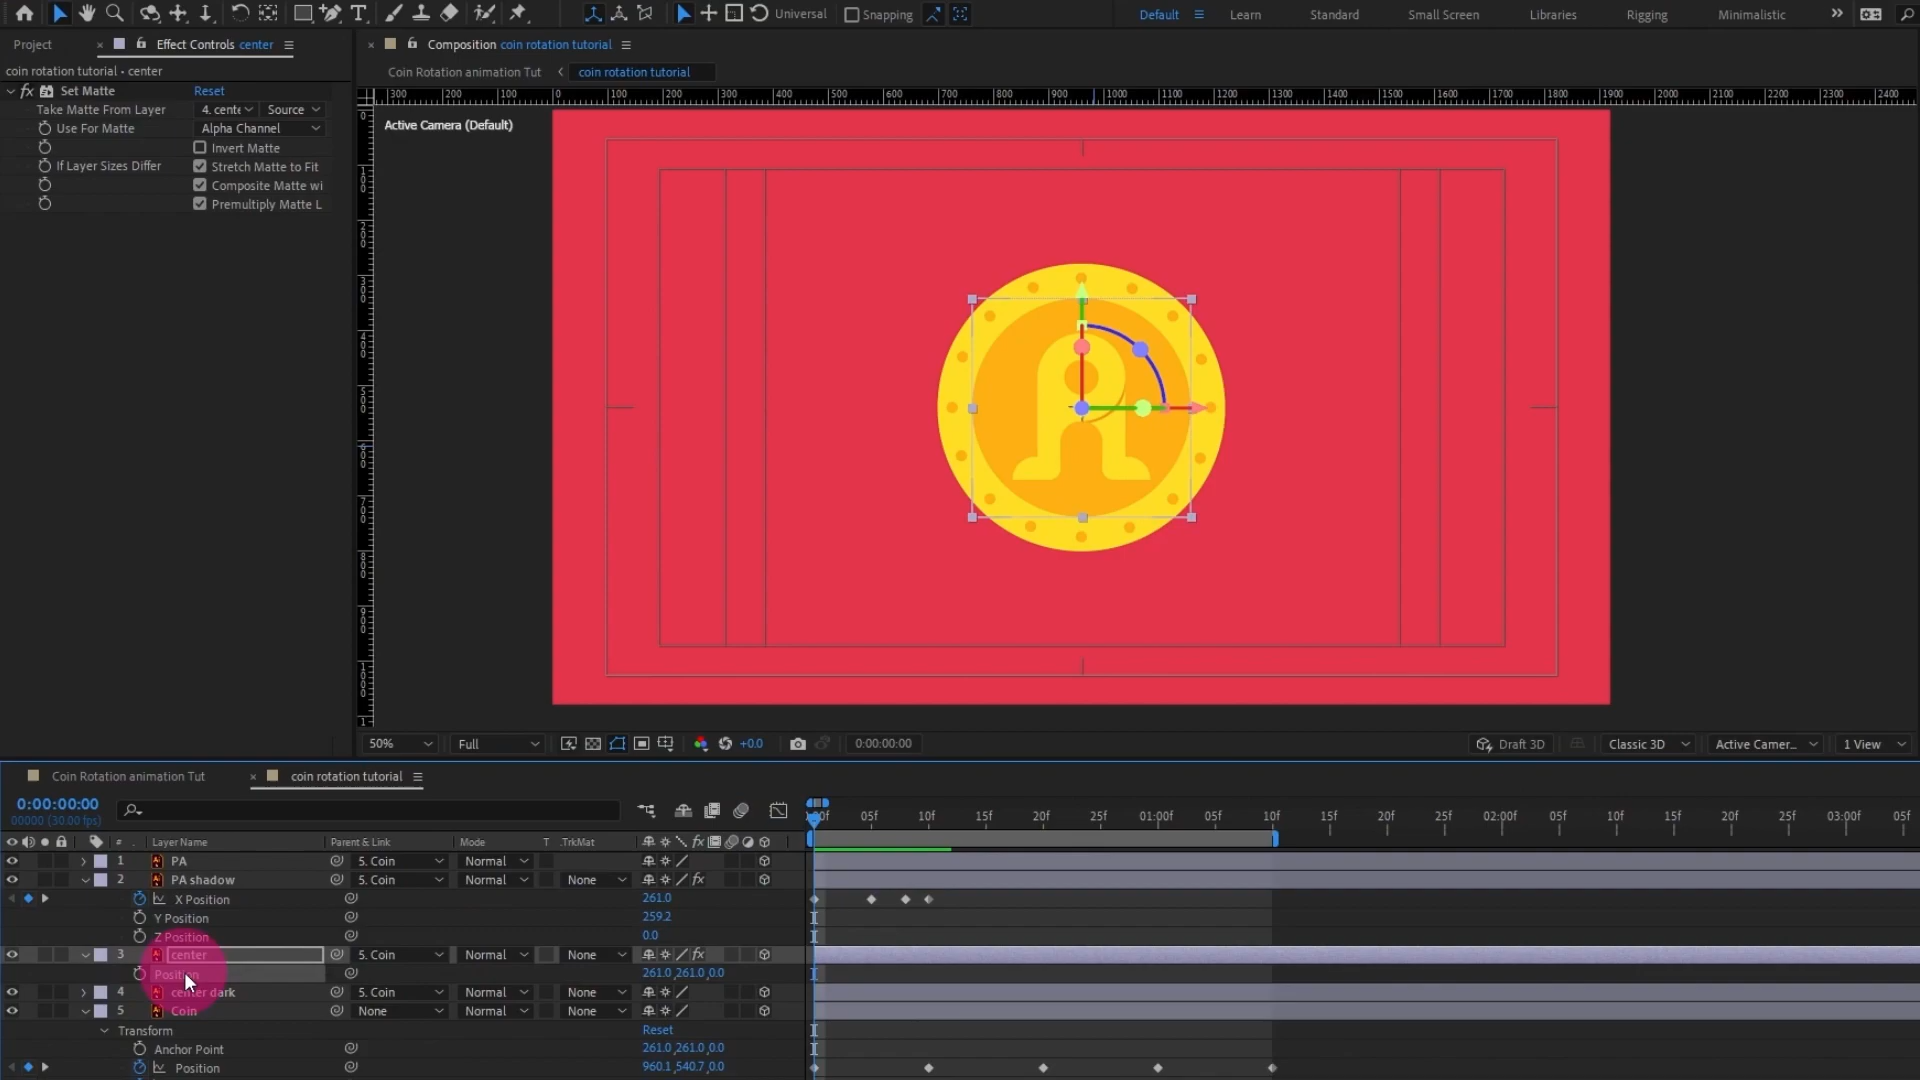 Universal Snapping Default Learn Standard Small Screen Libraries Rigging Minimalistic
Project × Effect Controls center Composition coin rotation tutorial
coin rotation tutorial • center
Coin Rotation animation Tut coin rotation tutorial
fx Set Matte Reset
Take Matte From Layer 4. cente Source
Use For Matte Alpha Channel
Invert Matte
If Layer Sizes Differ Stretch Matte to Fit
Composite Matte wi
Premultiply Matte L
300 200 100 0 100 200 300 400 500 600 700 800 900 1000 1100 1200 1300 1400 1500 1600 1700 1800 1900 2000 2100 2200 2300 2400
Active Camera (Default)
50% Full +0.0 0:00:00:00 Draft 3D Classic 3D Active Camer... 1 View
Coin Rotation animation Tut × coin rotation tutorial
0:00:00:00
00000 (30.00 fps)
05f 10f 15f 20f 25f 01:00f 05f 10f 15f 20f 25f 02:00f 05f 10f 15f 20f 25f 03:00f 05f
# Layer Name Parent & Link Mode T .TrkMat
1 PA 5. Coin Normal
2 PA shadow 5. Coin Normal None
X Position 261.0
Y Position 259.2
Z Position 0.0
3 center 5. Coin Normal None
Position 261.0,261.0,0.0
4 center dark 5. Coin Normal None
5 Coin None Normal None
Transform Reset
Anchor Point 261.0,261.0,0.0
Position 960.1,540.7,0.0